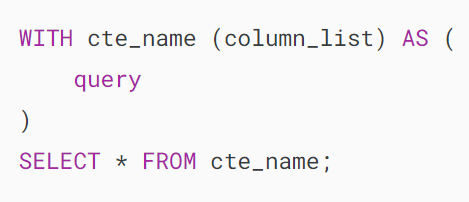 WITH cte_name (column_list) AS (
    query
)
SELECT * FROM cte_name;